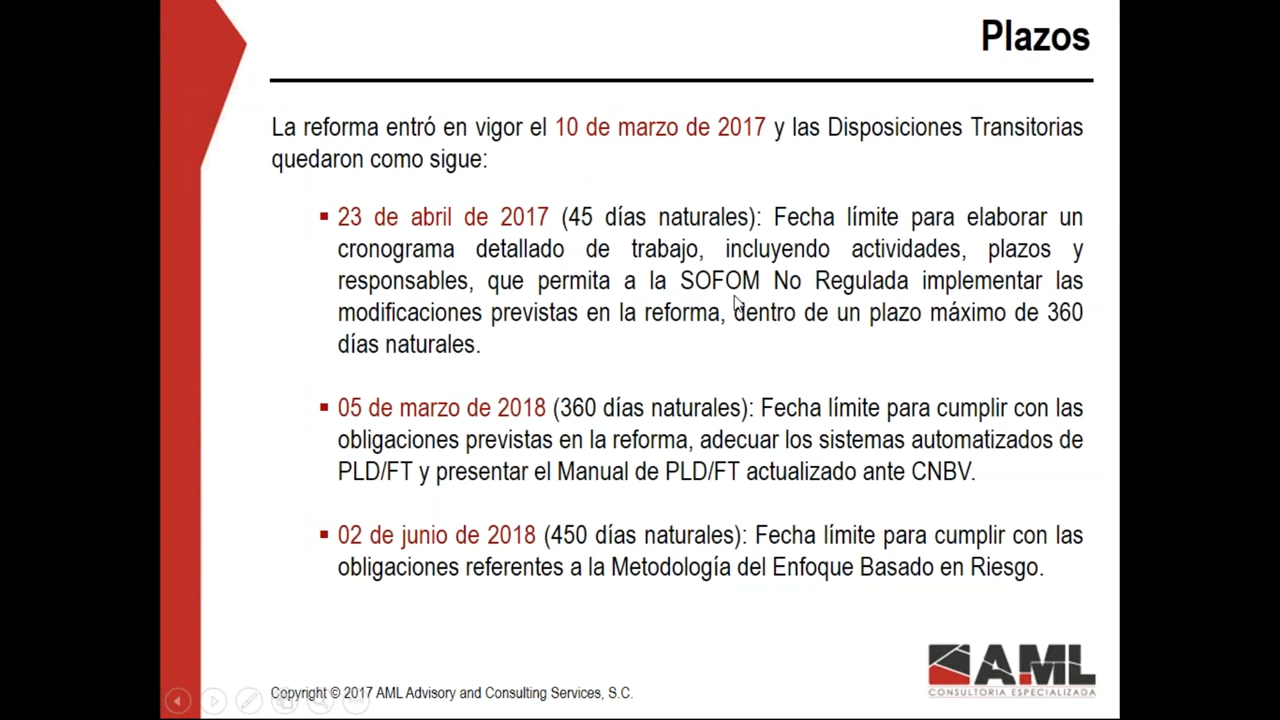 Plazos
La reforma entró en vigor el 10 de marzo de 2017 y las Disposiciones Transitorias
quedaron como sigue:
23 de abril de 2017 (45 días naturales): Fecha límite para elaborar un
cronograma detallado de trabajo, incluyendo actividades, plazos y
responsables, que permita a la SOFOM No Regulada implementar las
modificaciones previstas en la reforma, dentro de un plazo máximo de 360
días naturales.
05 de marzo de 2018 (360 días naturales): Fecha límite para cumplir con las
obligaciones previstas en la reforma, adecuar los sistemas automatizados de
PLD/FT y presentar el Manual de PLD/FT actualizado ante CNBV.
02 de junio de 2018 (450 días naturales): Fecha límite para cumplir con las
obligaciones referentes a la Metodología del Enfoque Basado en Riesgo.
AML
CONSULTORIA ESPECIALIZADA
Copyright © 2017 AML Advisory and Consulting Services, S.C.